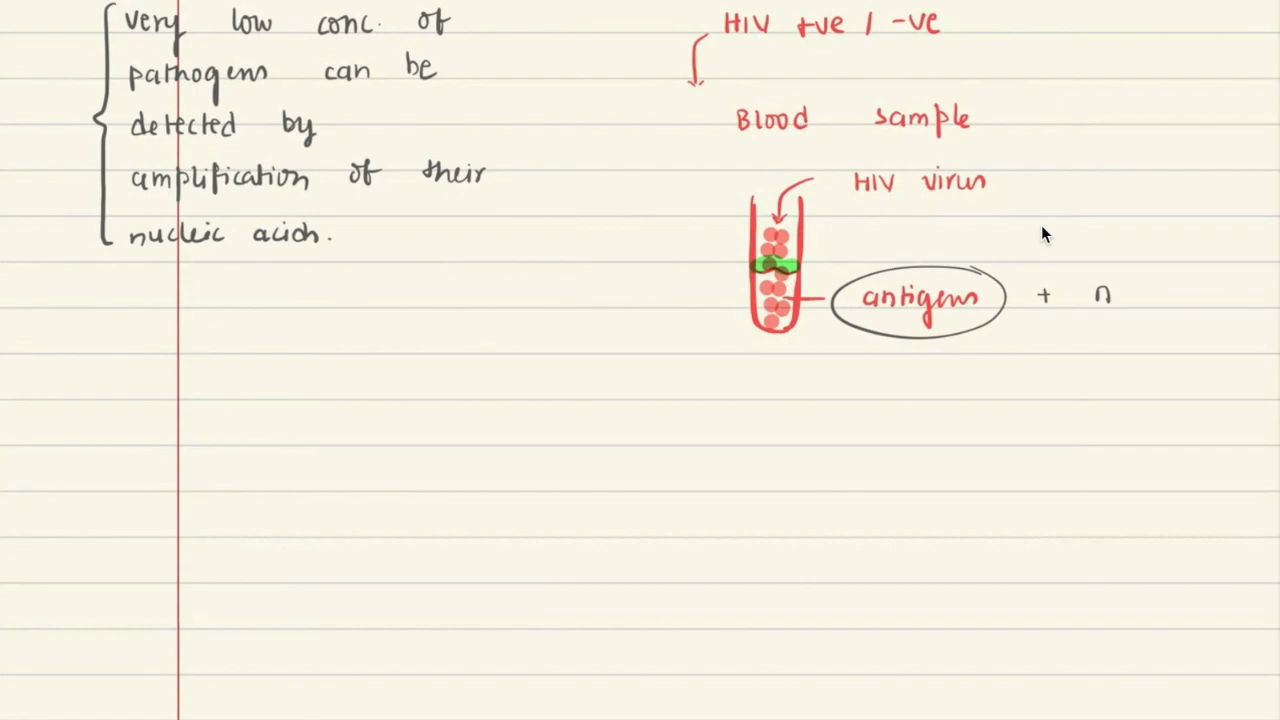 very low conc. of
pathogens can be
detected by
amplification of their
nucleic acids.
HIV +ve / -ve
Blood sample
HIV virus
antigens + n